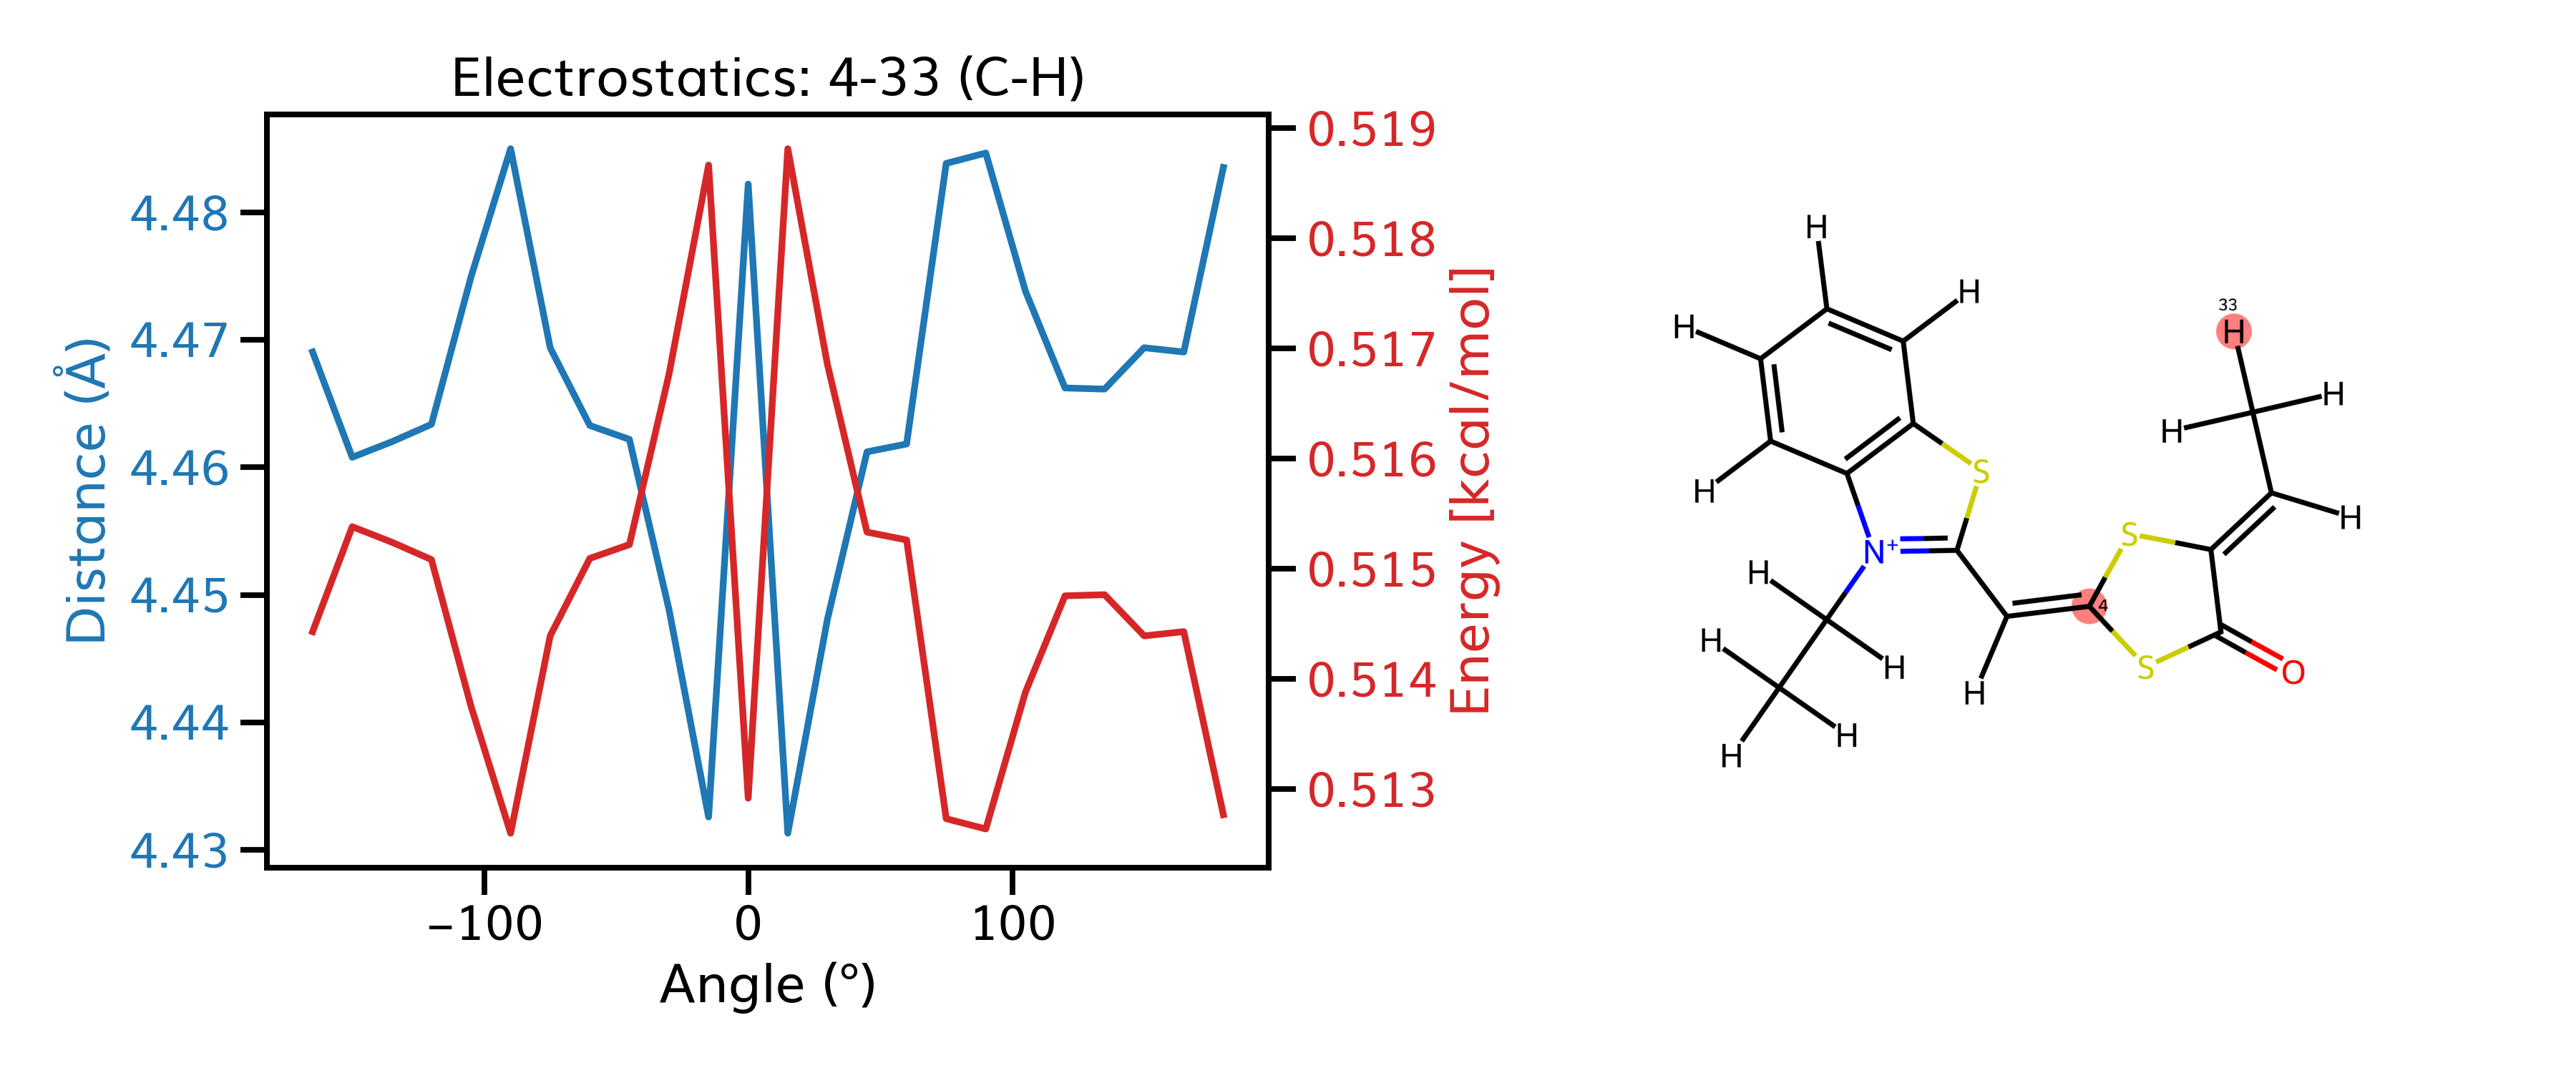 Electrostatics: 4-33 (C-H)
Distance (Å)
4.48
4.47
4.46
4.45
4.44
4.43
0.519
0.518
0.517
0.516
0.515
0.514
0.513
Energy [kcal/mol]
−100
0
100
Angle (°)
H
H
H
H
S
N+
H
H
H
H
H
H
33
H
H
H
H
S
4
S
O